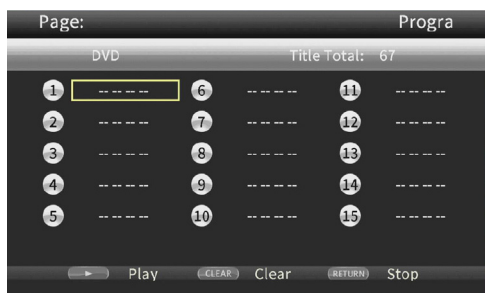 Page: Progra
DVD Title Total: 67
1 -- -- -- -- 6 -- -- -- -- 11 -- -- -- --
2 -- -- -- -- 7 -- -- -- -- 12 -- -- -- --
3 -- -- -- -- 8 -- -- -- -- 13 -- -- -- --
4 -- -- -- -- 9 -- -- -- -- 14 -- -- -- --
5 -- -- -- -- 10 -- -- -- -- 15 -- -- -- --
Play CLEAR Clear RETURN Stop